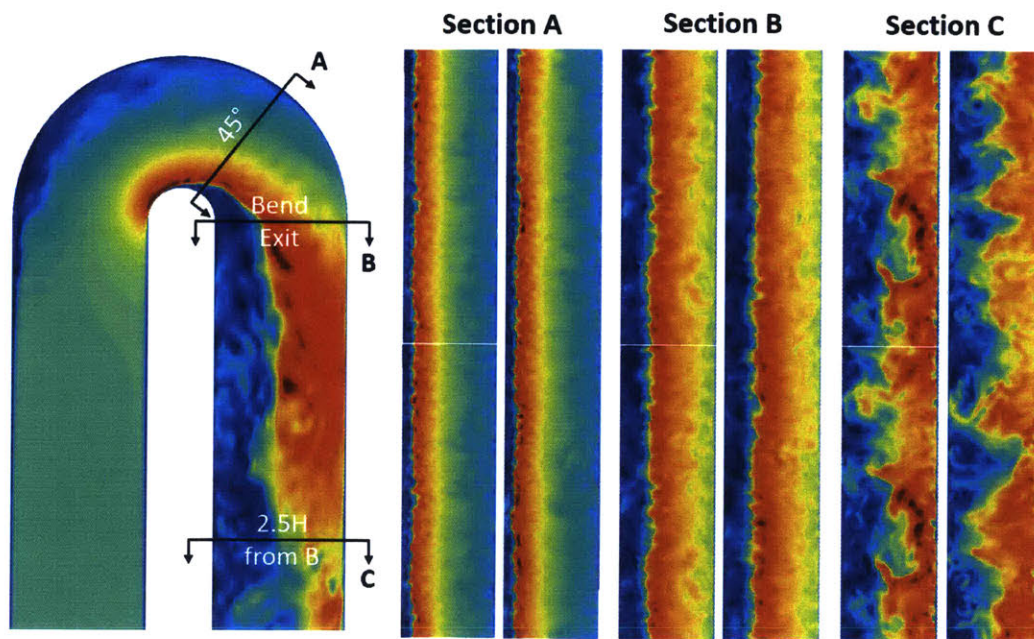 Section A
Section B
Section C
A
45°
Bend
Exit
B
2.5H
from B
C